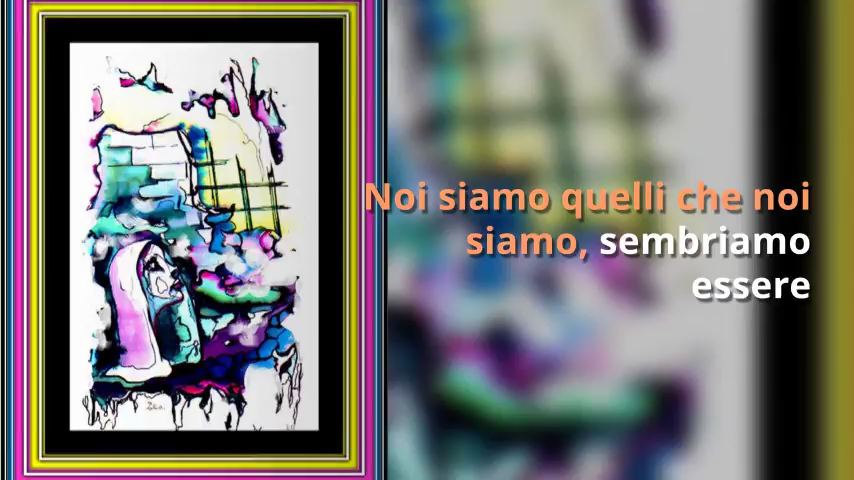 Noi siamo quelli che noi
siamo, sembriamo
essere